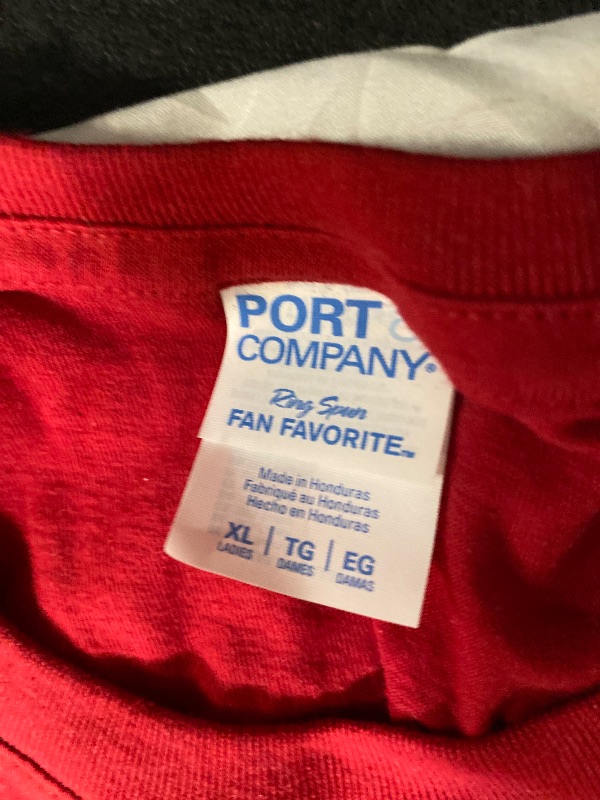 PORT &
COMPANY®
Ring Spun
FAN FAVORITE™
Made in Honduras
Fabriqué au Honduras
Hecho en Honduras
XL | TG | EG
LADIES DAMES DAMAS